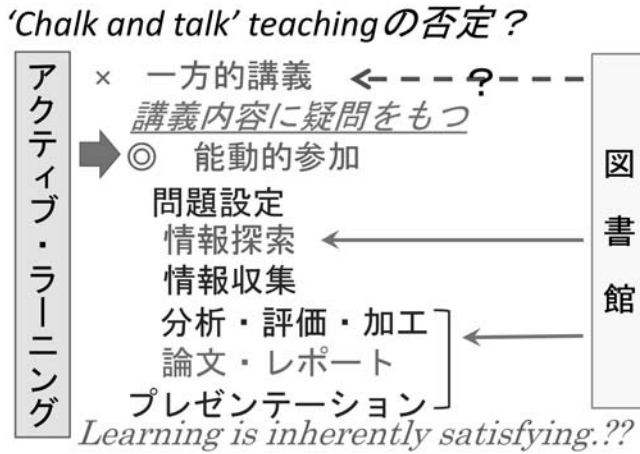 ‘Chalk and talk’ teachingの否定？
アクティブ・ラーニング
× 一方的講義
?
講義内容に疑問をもつ
◎ 能動的参加
問題設定
情報探索
情報収集
分析・評価・加工
論文・レポート
プレゼンテーション
図書館
Learning is inherently satisfying.??